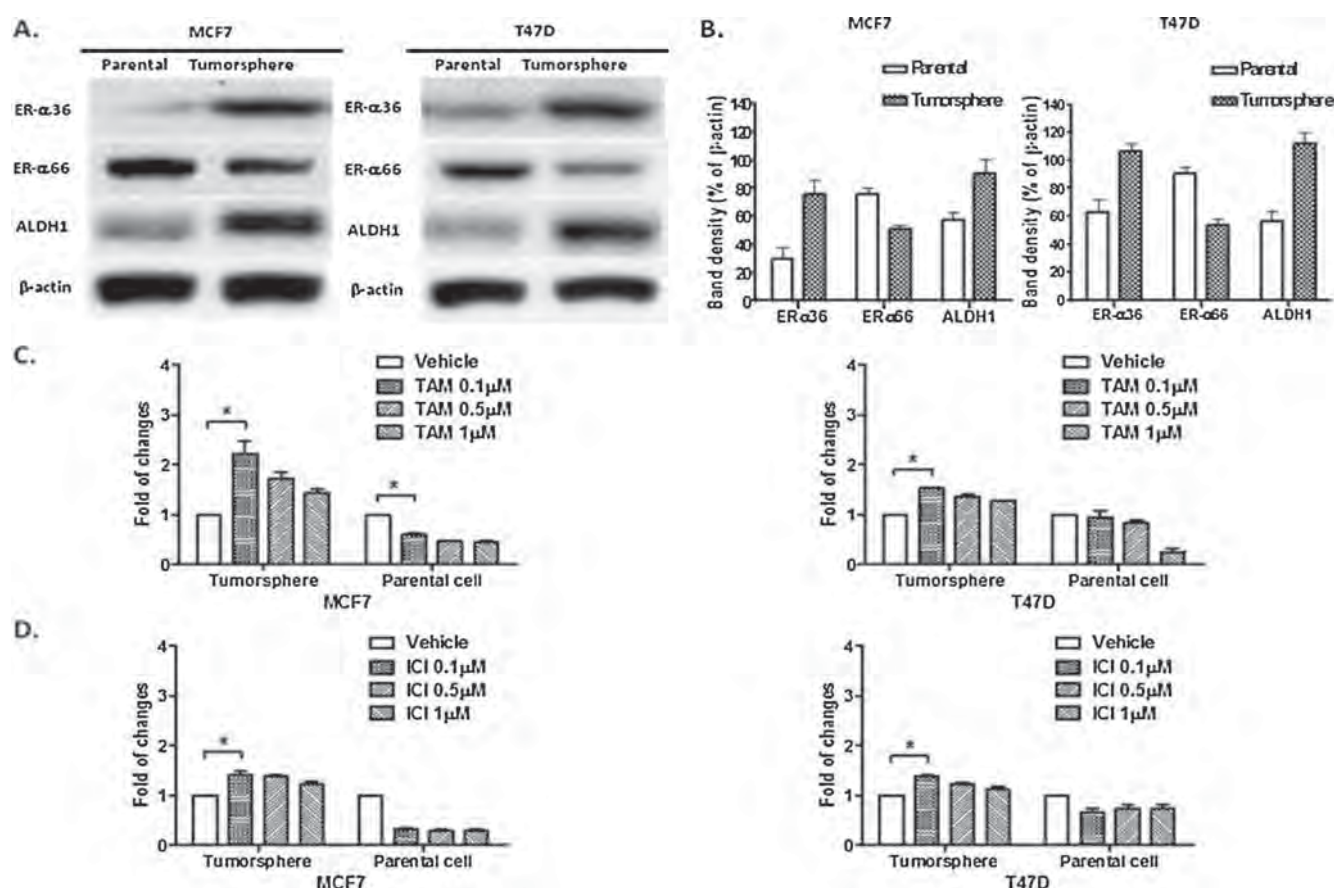 A.
MCF7
Parental Tumorsphere
ER-α36
ER-α66
ALDH1
β-actin
T47D
Parental Tumorsphere
ER-α36
ER-α66
ALDH1
β-actin
B.
MCF7
Parental
Tumorsphere
Band density (% of β-actin)
140
120
100
80
60
40
20
0
ERα36 ERα66 ALDH1
T47D
Parental
Tumorsphere
Band density (% of β-actin)
140
120
100
80
60
40
20
0
ER-α36 ER-α66 ALDH1
C.
Vehicle
TAM 0.1μM
TAM 0.5μM
TAM 1μM
Fold of changes
4
3
2
1
0
*
*
Tumorsphere Parental cell
MCF7
Vehicle
TAM 0.1μM
TAM 0.5μM
TAM 1μM
Fold of changes
4
3
2
1
0
*
Tumorsphere Parental cell
T47D
D.
Vehicle
ICI 0.1μM
ICI 0.5μM
ICI 1μM
Fold of changes
4
3
2
1
0
*
Tumorsphere Parental cell
MCF7
Vehicle
ICI 0.1μM
ICI 0.5μM
ICI 1μM
Fold of changes
4
3
2
1
0
*
Tumorsphere Parental cell
T47D